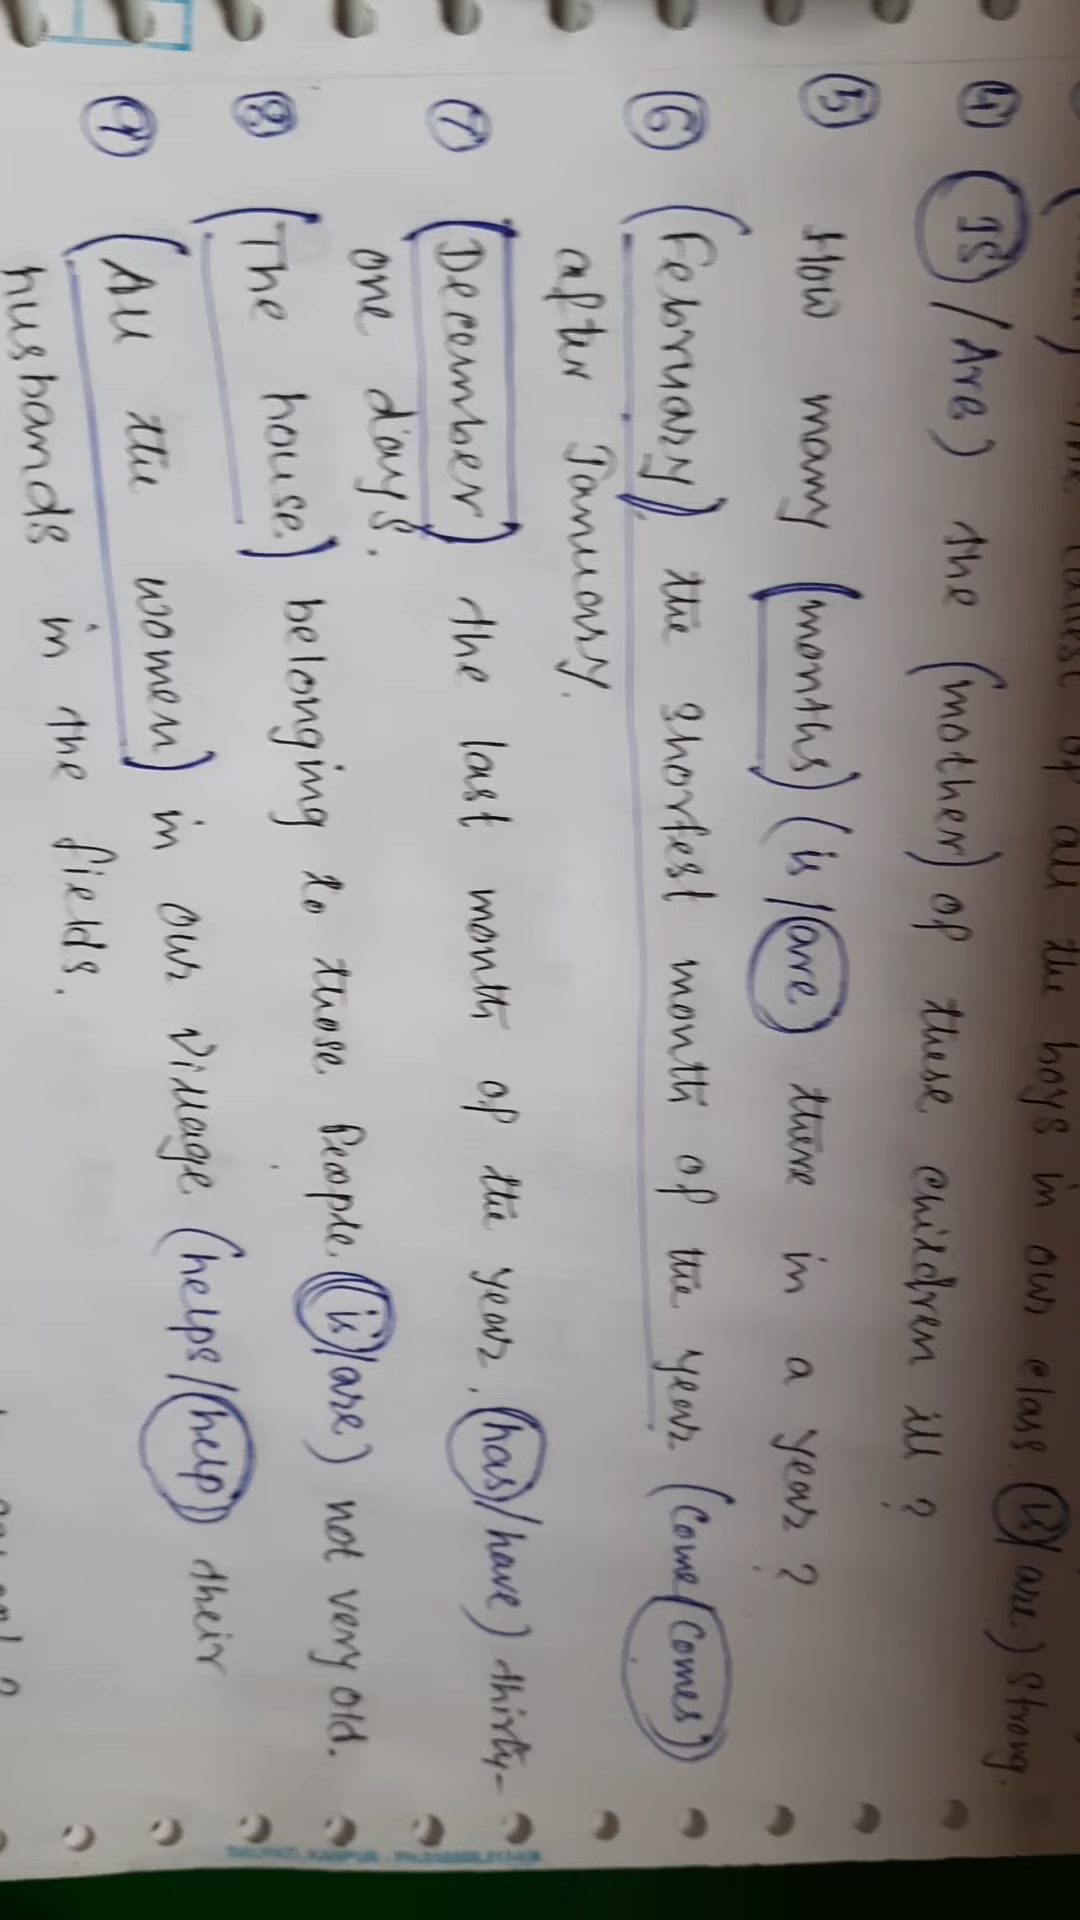 tallest of all the boys in our class (is/are) strong.
④ (Is/Are) the (mother) of these children ill?
⑤ How many (months) (is/are) there in a year?
⑥ (February), the shortest month of the year (come/comes)
after January.
⑦ (December) the last month of the year, (has/have) thirty-
one days.
⑧ (The house) belonging to those People, (is/are) not very old.
⑨ (All the women) in our village (helps/help) their
husbands in the fields.